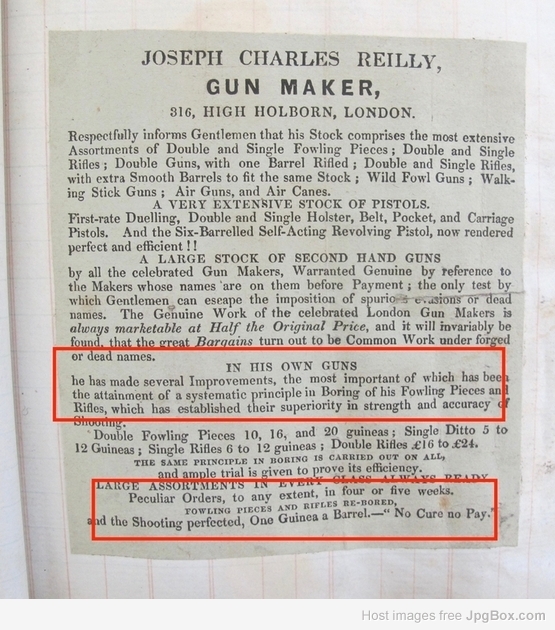 JOSEPH CHARLES REILLY,
GUN MAKER,
316, HIGH HOLBORN, LONDON.
Respectfully informs Gentlemen that his Stock comprises the most extensive
Assortments of Double and Single Fowling Pieces; Double and Single
Rifles; Double Guns, with one Barrel Rifled; Double and Single Rifles,
with extra Smooth Barrels to fit the same Stock; Wild Fowl Guns; Walk-
ing Stick Guns; Air Guns, and Air Canes.
A VERY EXTENSIVE STOCK OF PISTOLS.
First-rate Duelling, Double and Single Holster, Belt, Pocket, and Carriage
Pistols. And the Six-Barrelled Self-Acting Revolving Pistol, now rendered
perfect and efficient!!
A LARGE STOCK OF SECOND HAND GUNS
by all the celebrated Gun Makers, Warranted Genuine by reference to
the Makers whose names are on them before Payment; the only test by
which Gentlemen can escape the imposition of or dead
names. The Genuine Work of the celebrated London Gun Makers is
always marketable at Half the Original Price, and it will invariably be
found, that the great Bargains turn out to be Common Work under forged
or dead names.
IN HIS OWN GUNS
he has made several Improvements, the most important of which has been
the attainment of a systematic principle in Boring of his Fowling Pieces and
Rifles, which has established their superiority in strength and accuracy of
Shooting.
Double Fowling Pieces 10, 16, and 20 guineas; Single Ditto 5 to
12 Guineas; Single Rifles 6 to 12 guineas; Double Rifles £16 to £24.
THE SAME PRINCIPLE IN BORING IS CARRIED OUT ON ALL,
and ample trial is given to prove its efficiency.
LARGE ASSORTMENTS IN EVERY CLASS ALWAYS READY
Peculiar Orders, to any extent, in four or five weeks.
FOWLING PIECES AND RIFLES RE-BORED,
and the Shooting perfected, One Guinea a Barrel.—"No Cure no Pay."
Host images free JpgBox.com